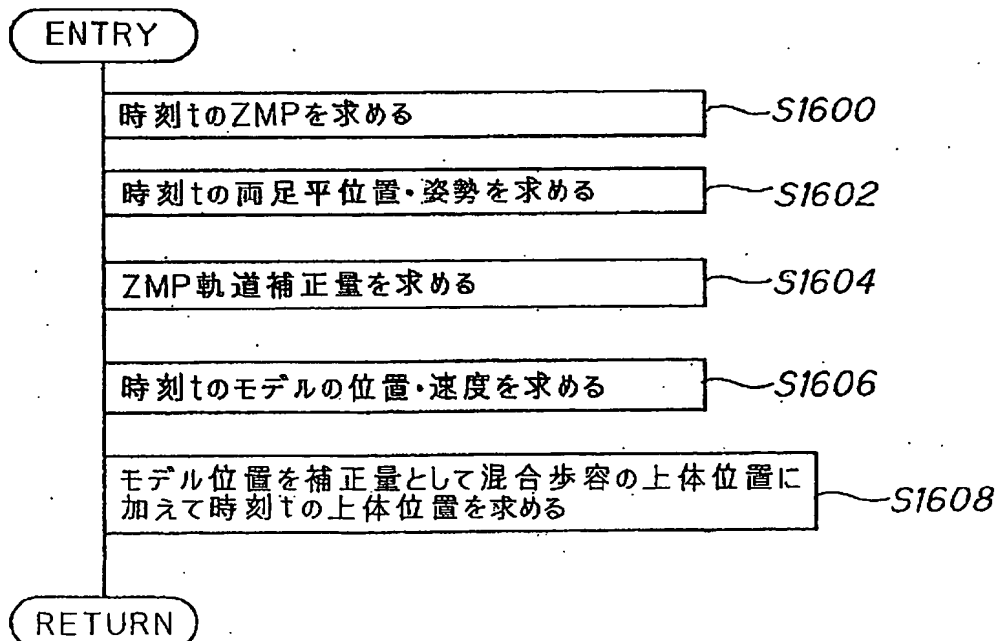 ENTRY
時刻tのZMPを求める
S1600
時刻tの両足平位置・姿勢を求める
S1602
ZMP軌道補正量を求める
S1604
時刻tのモデルの位置・速度を求める
S1606
モデル位置を補正量として混合歩容の上体位置に
加えて時刻tの上体位置を求める
S1608
RETURN